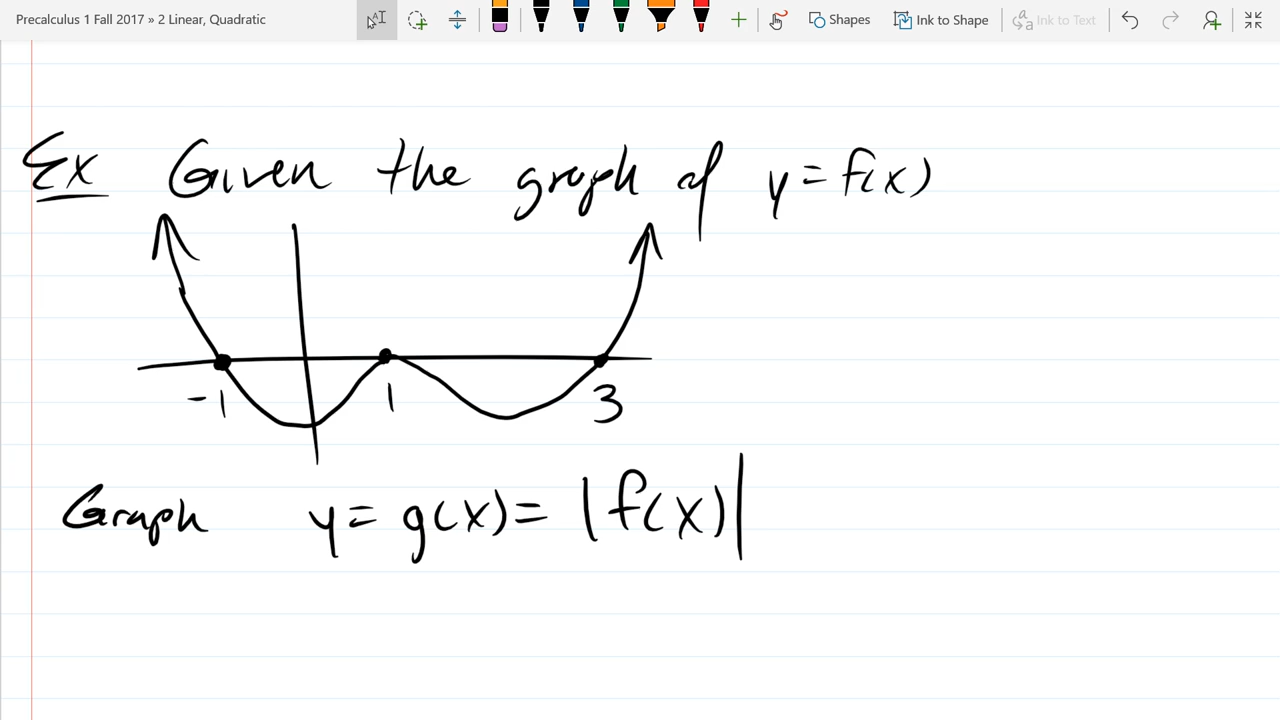 Precalculus 1 Fall 2017 » 2 Linear, Quadratic
Shapes
Ink to Shape
Ink to Text
Ex Given the graph of y = f(x)
-1 1 3
Graph y = g(x) = |f(x)|